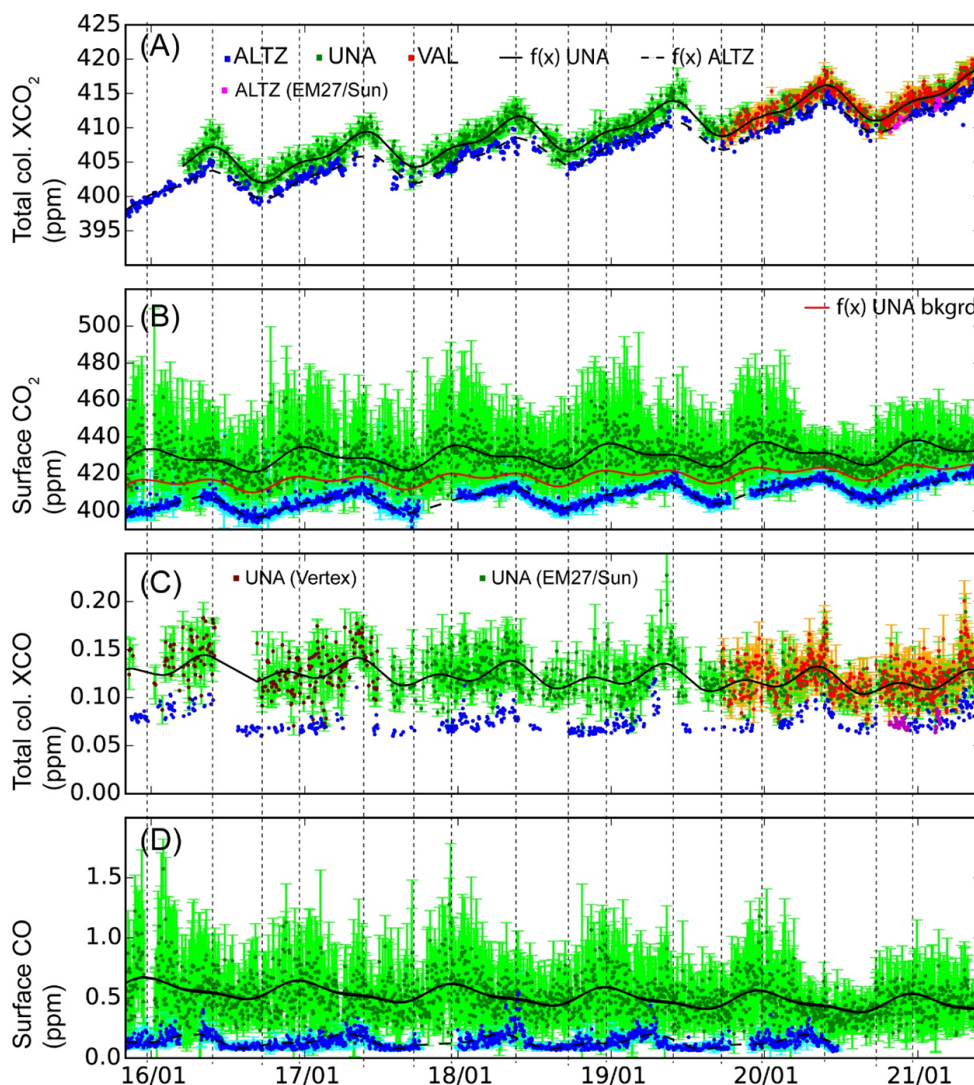 (A)
ALTZ UNA VAL f(x) UNA f(x) ALTZ
ALTZ (EM27/Sun)
Total col. XCO2
(ppm)
425
420
415
410
405
400
395
(B)
f(x) UNA bkgrd
Surface CO2
(ppm)
500
480
460
440
420
400
(C)
UNA (Vertex) UNA (EM27/Sun)
Total col. XCO
(ppm)
0.20
0.15
0.10
0.05
0.00
(D)
Surface CO
(ppm)
1.5
1.0
0.5
0.0
16/01 17/01 18/01 19/01 20/01 21/01